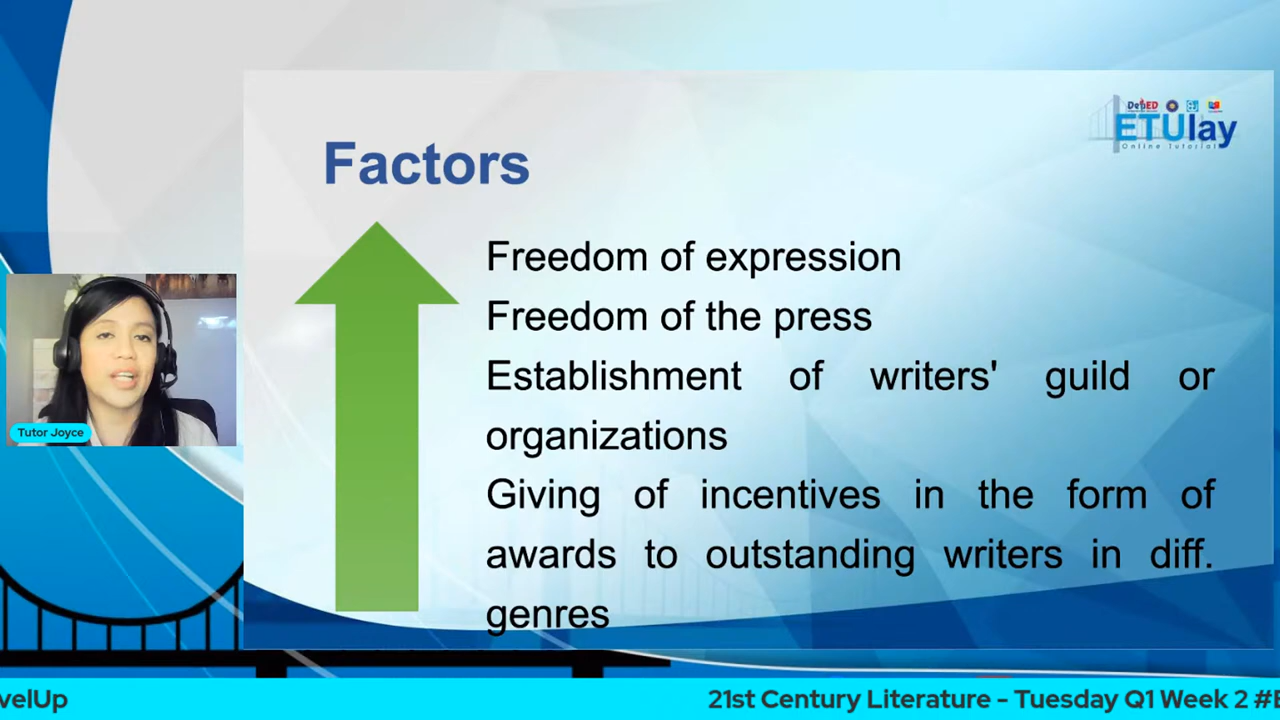 DepED
ETUlay
Online Tutorial
Factors
Freedom of expression
Freedom of the press
Establishment of writers' guild or
organizations
Giving of incentives in the form of
awards to outstanding writers in diff.
genres
Tutor Joyce
velUp
21st Century Literature - Tuesday Q1 Week 2 #E